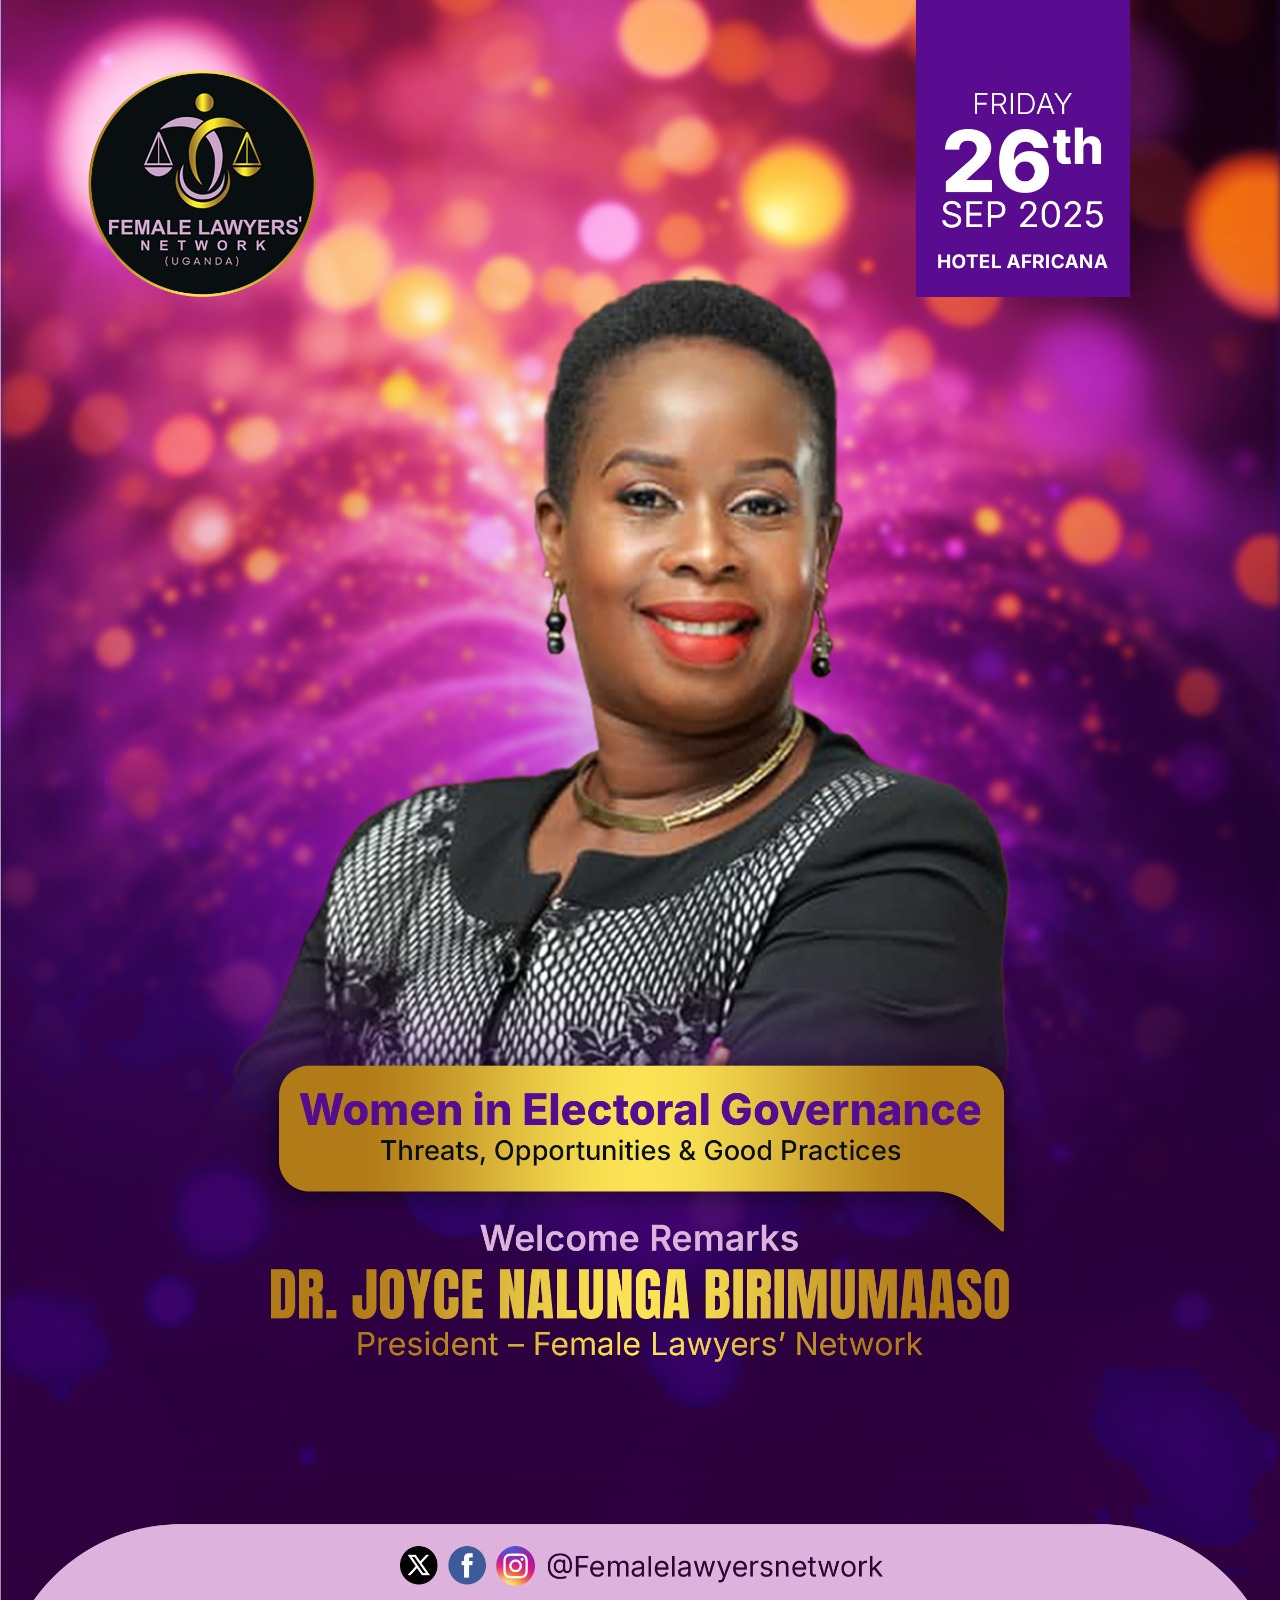 FEMALE LAWYERS'
NETWORK
(UGANDA)
FRIDAY
26th
SEP 2025
HOTEL AFRICANA
Women in Electoral Governance
Threats, Opportunities & Good Practices
Welcome Remarks
DR. JOYCE NALUNGA BIRIMUMAASO
President – Female Lawyers’ Network
@Femalelawyersnetwork